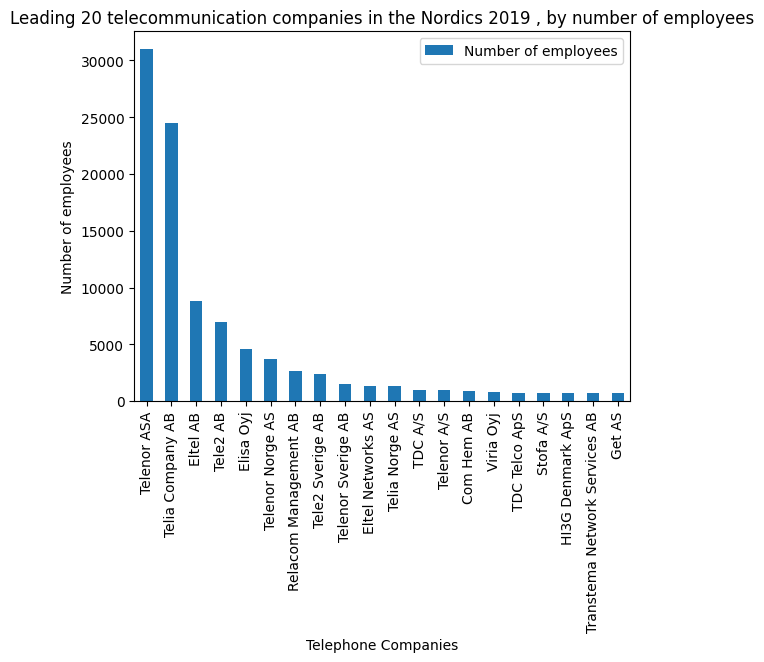 Leading 20 telecommunication companies in the Nordics 2019 , by number of employees
Number of employees
Number of employees
30000
25000
20000
15000
10000
5000
0
Telenor ASA
Telia Company AB
Eltel AB
Tele2 AB
Elisa Oyj
Telenor Norge AS
Relacom Management AB
Tele2 Sverige AB
Telenor Sverige AB
Eltel Networks AS
Telia Norge AS
TDC A/S
Telenor A/S
Com Hem AB
Viria Oyj
TDC Telco ApS
Stofa A/S
HI3G Denmark ApS
Transtema Network Services AB
Get AS
Telephone Companies